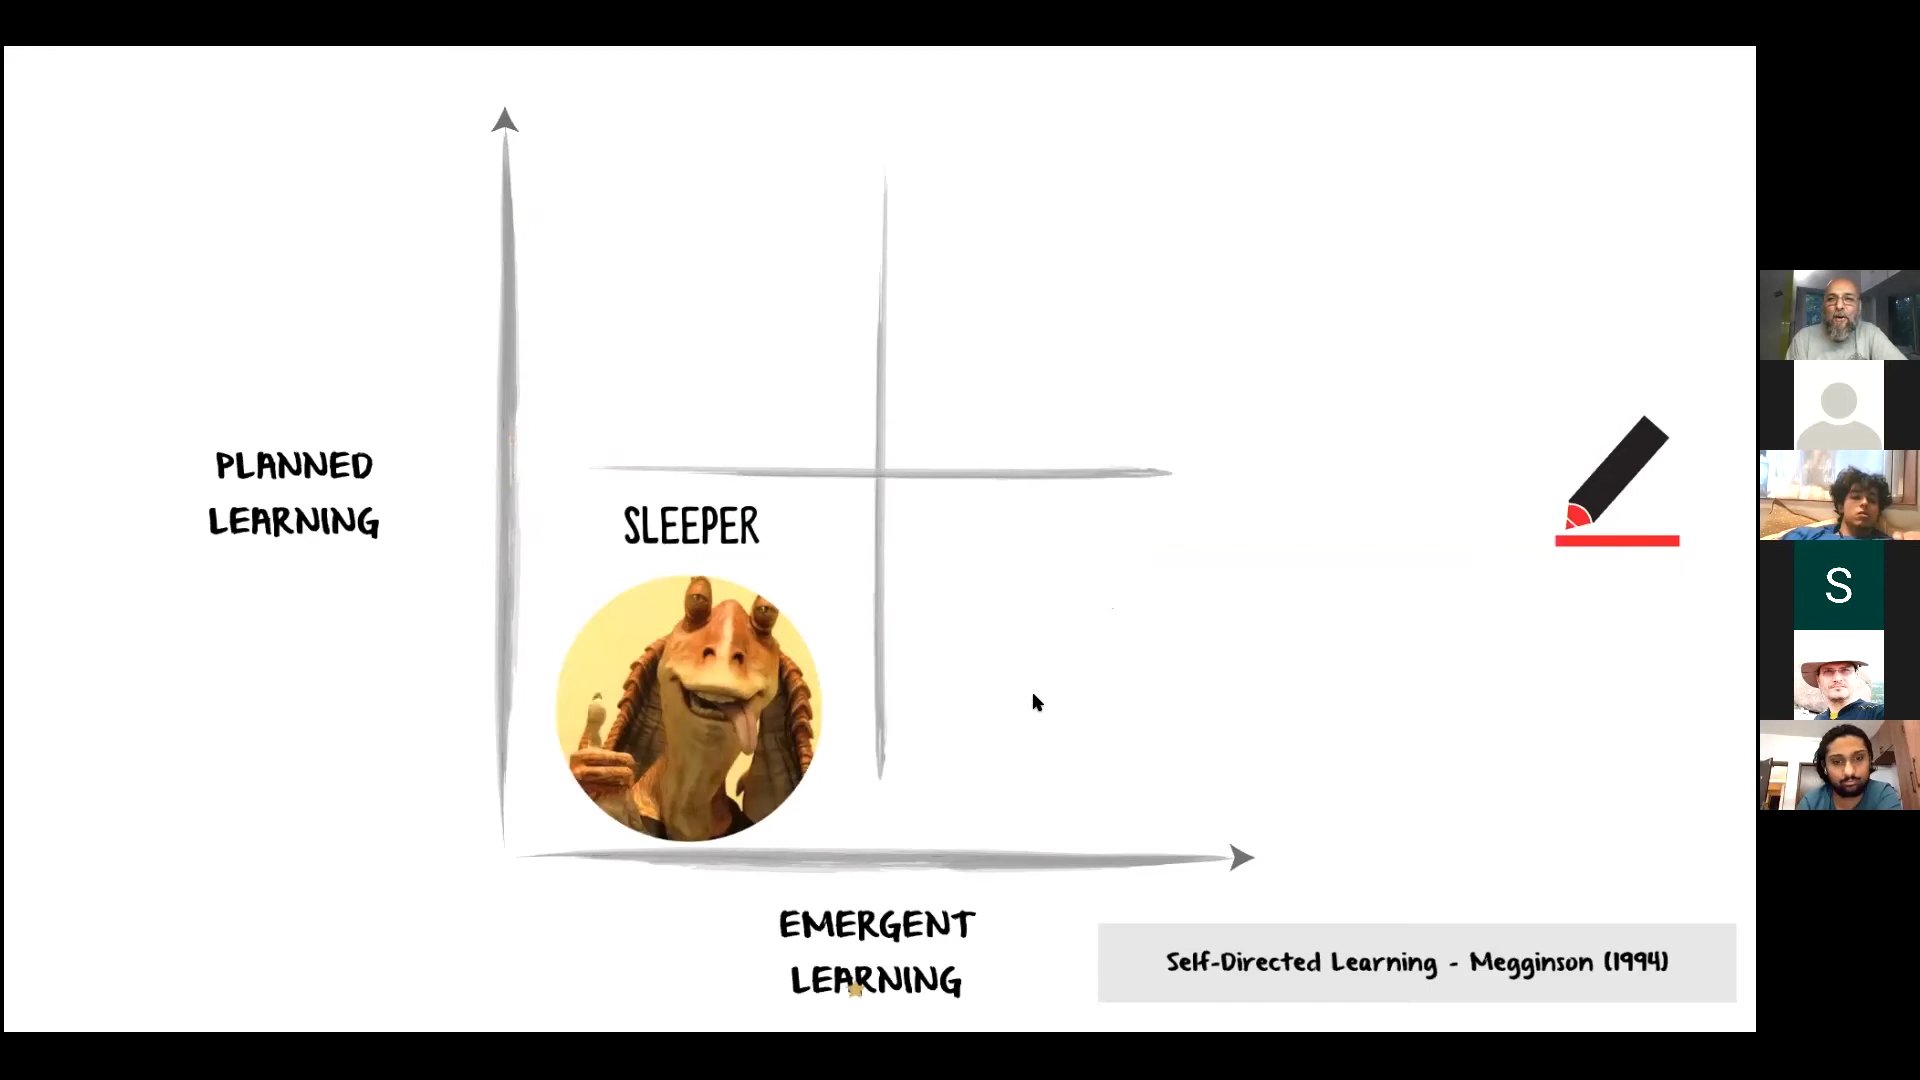 PLANNED
LEARNING
SLEEPER
S
EMERGENT
LEARNING
Self-Directed Learning - Megginson (1994)